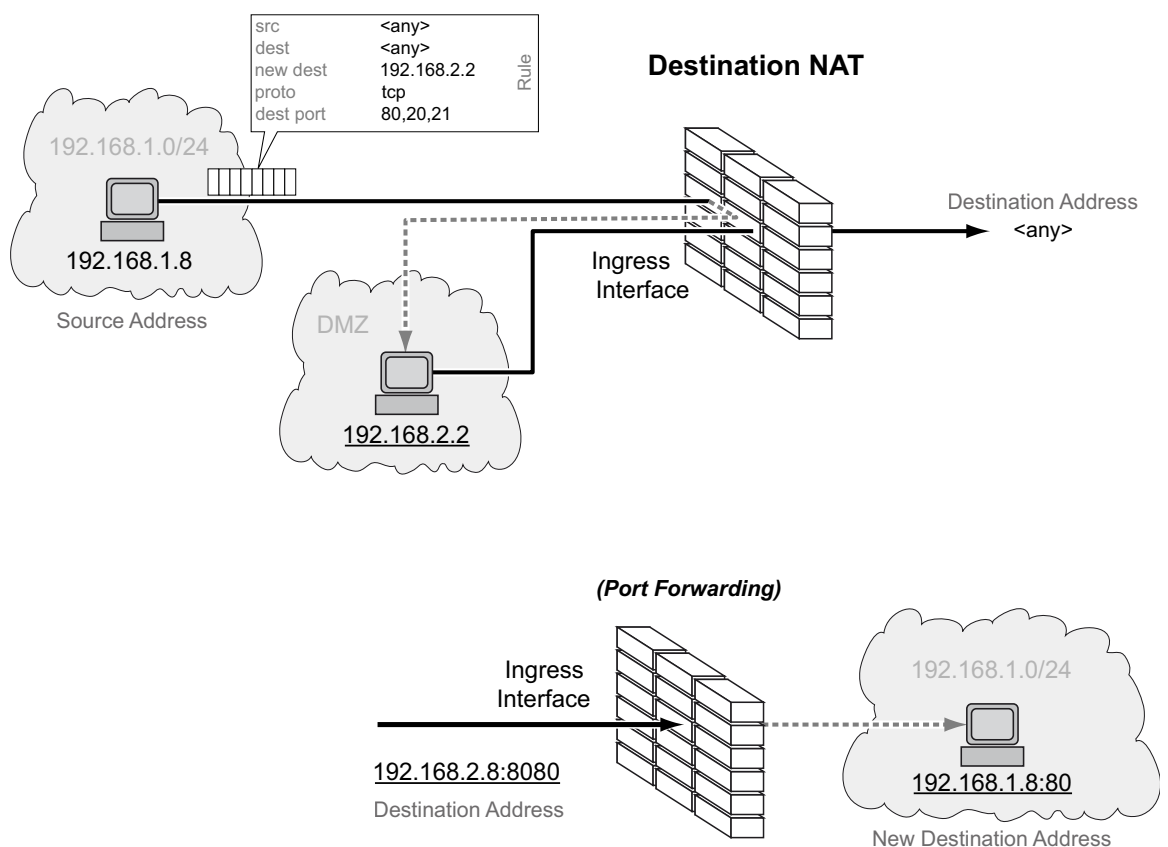 src <any>
dest <any>
new dest 192.168.2.2
proto tcp
dest port 80,20,21
Rule
Destination NAT
192.168.1.0/24
192.168.1.8
Source Address
Destination Address
<any>
Ingress
Interface
DMZ
192.168.2.2
(Port Forwarding)
Ingress
Interface
192.168.2.8:8080
Destination Address
192.168.1.0/24
192.168.1.8:80
New Destination Address